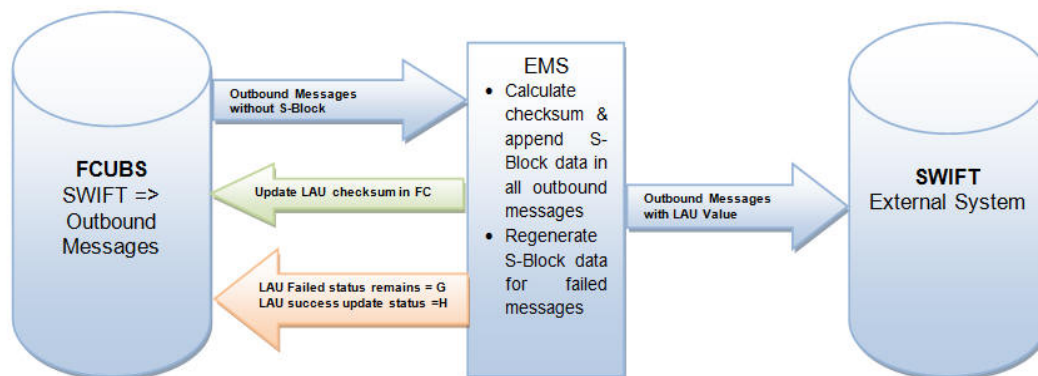 FCUBS
SWIFT =>
Outbound
Messages
Outbound Messages
without S-Block
Update LAU checksum in FC
LAU Failed status remains = G
LAU success update status =H
EMS
• Calculate
checksum &
append S-
Block data in
all outbound
messages
• Regenerate
S-Block data
for failed
messages
Outbound Messages
with LAU Value
SWIFT
External System